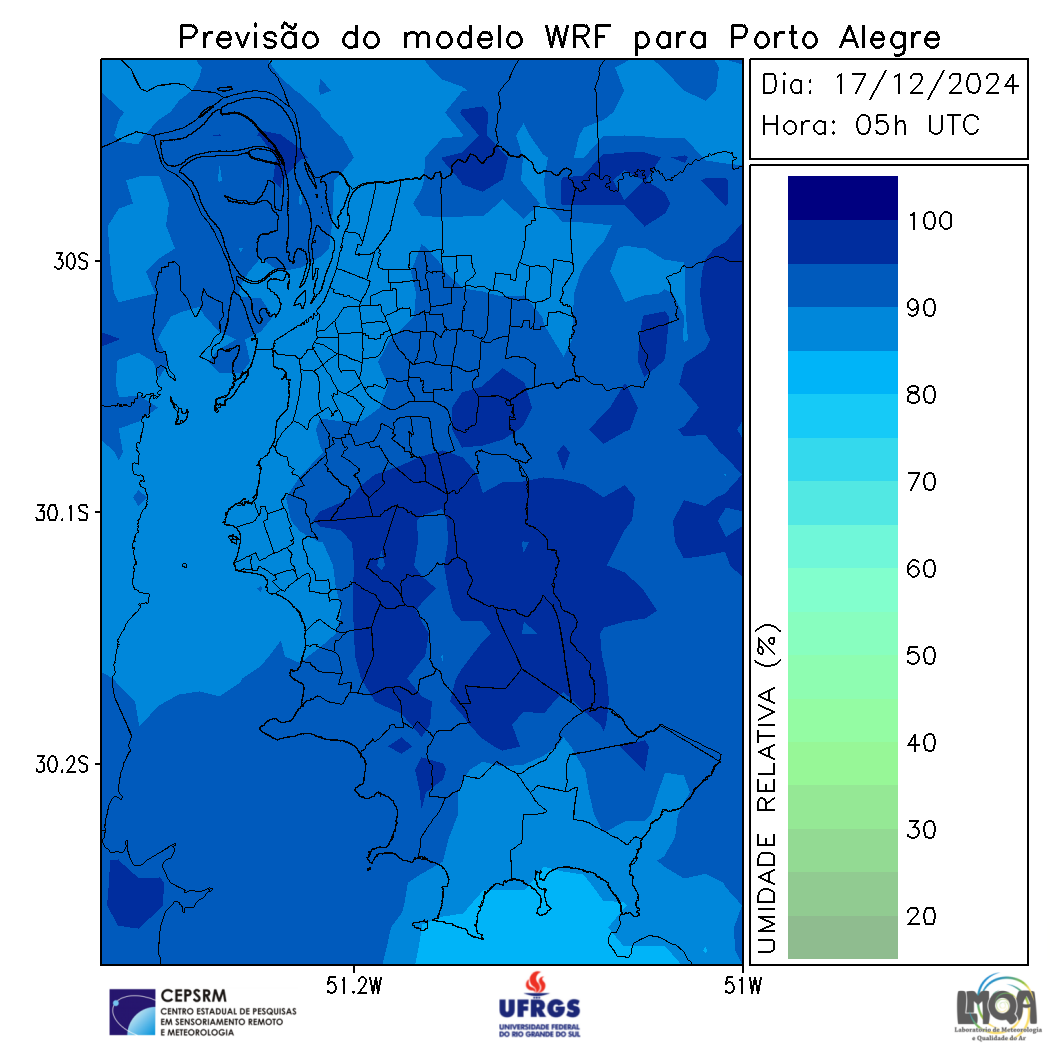 Previsão do modelo WRF para Porto Alegre
Dia: 17/12/2024
Hora: 05h UTC
30S
30.1S
30.2S
51.2W
51W
UMIDADE RELATIVA (%)
100
90
80
70
60
50
40
30
20
CEPSRM
CENTRO ESTADUAL DE PESQUISAS
EM SENSORIAMENTO REMOTO
E METEOROLOGIA
UFRGS
UNIVERSIDADE FEDERAL
DO RIO GRANDE DO SUL
LMQA
Laboratório de Meteorologia
e Qualidade do Ar